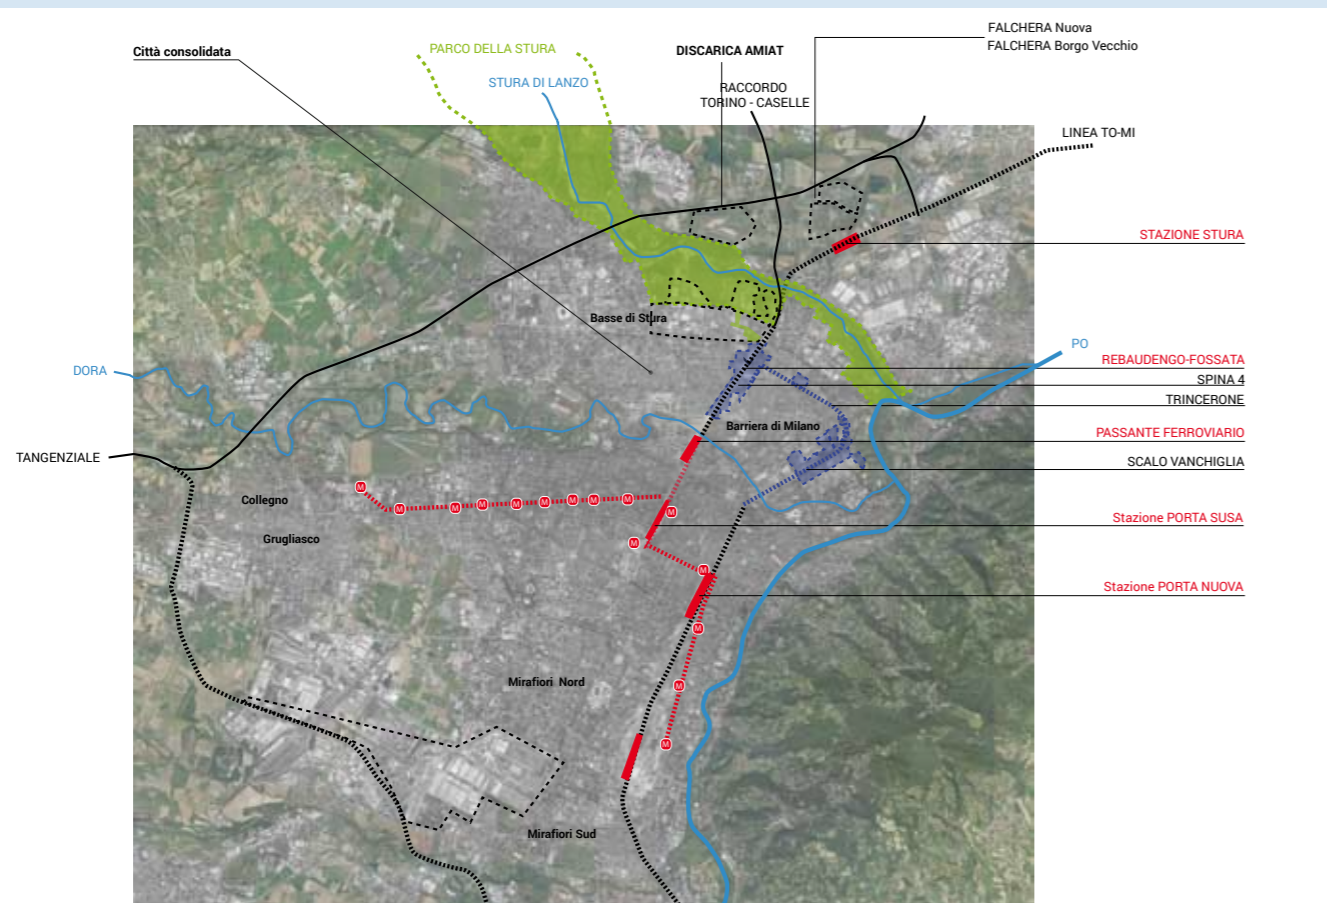 FALCHERA Nuova
FALCHERA Borgo Vecchio
Città consolidata
PARCO DELLA STURA
DISCARICA AMIAT
STURA DI LANZO
RACCORDO
TORINO - CASELLE
LINEA TO-MI
STAZIONE STURA
Basse di Stura
PO
REBAUDENGO-FOSSATA
DORA
SPINA 4
TRINCERONE
Barriera di Milano
PASSANTE FERROVIARIO
TANGENZIALE
SCALO VANCHIGLIA
M
Collegno
M
M
M
M
M
M
M
M
M
Stazione PORTA SUSA
Grugliasco
M
M
Stazione PORTA NUOVA
M
Mirafiori Nord
M
M
Mirafiori Sud